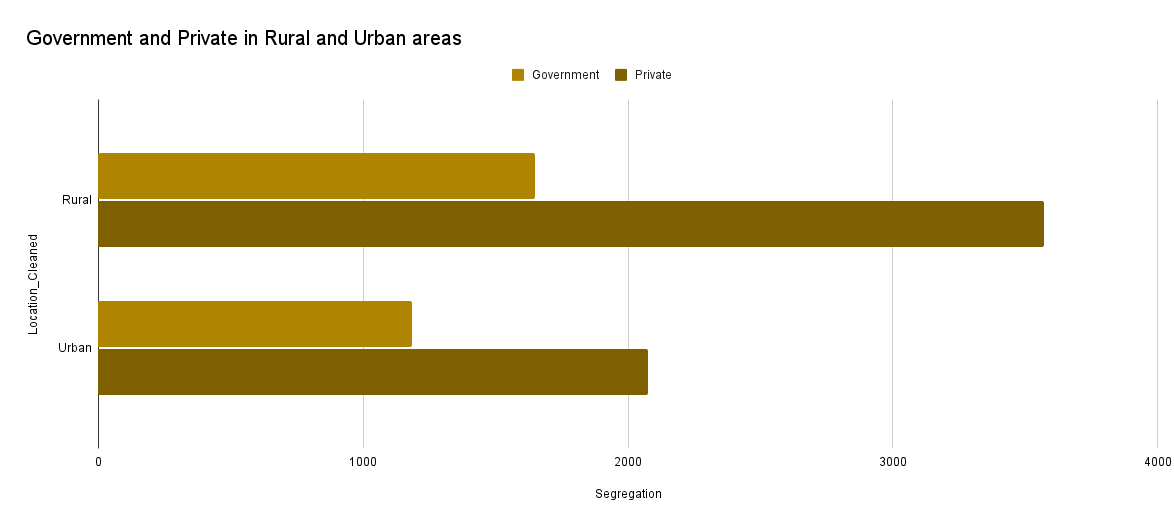 Government and Private in Rural and Urban areas
Government Private
Location_Cleaned
Rural
Urban
0 1000 2000 3000 4000
Segregation